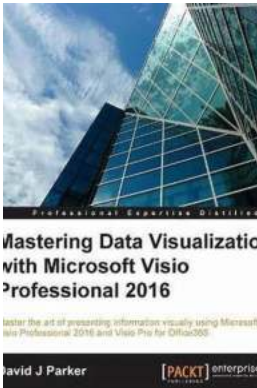 Professional Expertise Distilled
Mastering Data Visualizatio
with Microsoft Visio
Professional 2016
Master the art of presenting information visually using Microsoft
Visio Professional 2016 and Visio Pro for Office365
David J Parker
[PACKT] enterprise
PUBLISHING